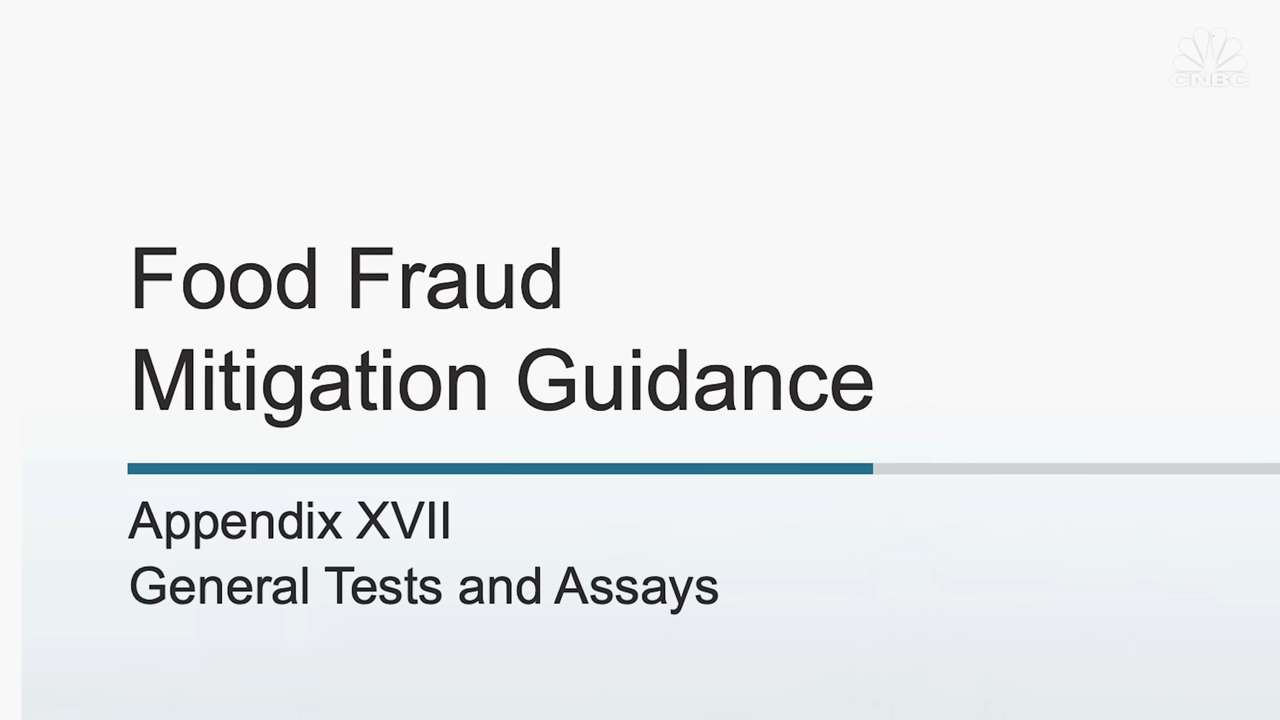 CNBC
Food Fraud
Mitigation Guidance
Appendix XVII
General Tests and Assays